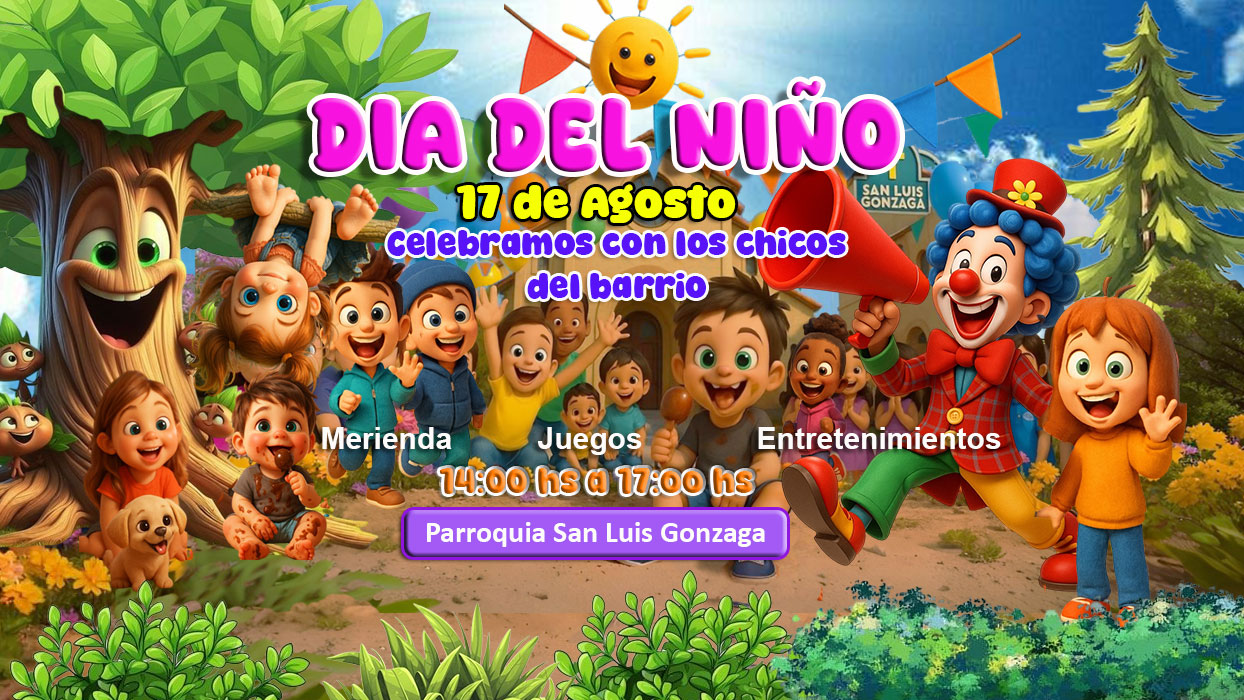 DIA DEL NIÑO
17 de Agosto
SAN LUIS
GONZAGA
Celebramos con los chicos
del barrio
Merienda Juegos Entretenimientos
14:00 hs a 17:00 hs
Parroquia San Luis Gonzaga